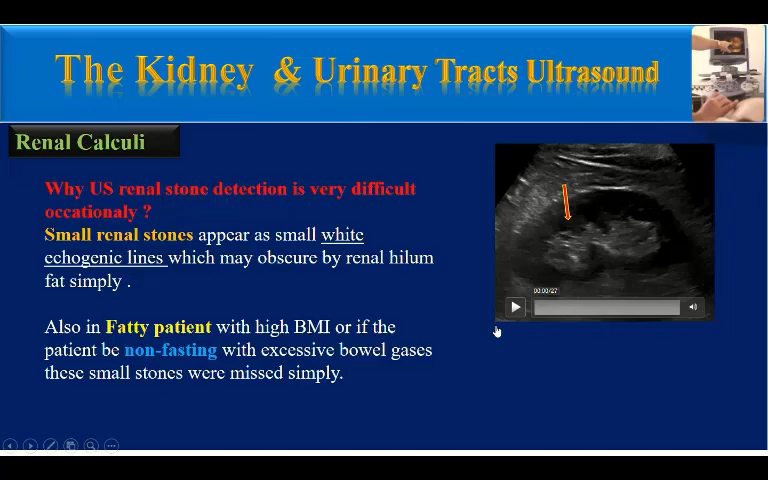 The Kidney & Urinary Tracts Ultrasound
Renal Calculi
Why US renal stone detection is very difficult
occationaly ?
Small renal stones appear as small white
echogenic lines which may obscure by renal hilum
fat simply .
Also in Fatty patient with high BMI or if the
patient be non-fasting with excessive bowel gases
these small stones were missed simply.
00:00/27